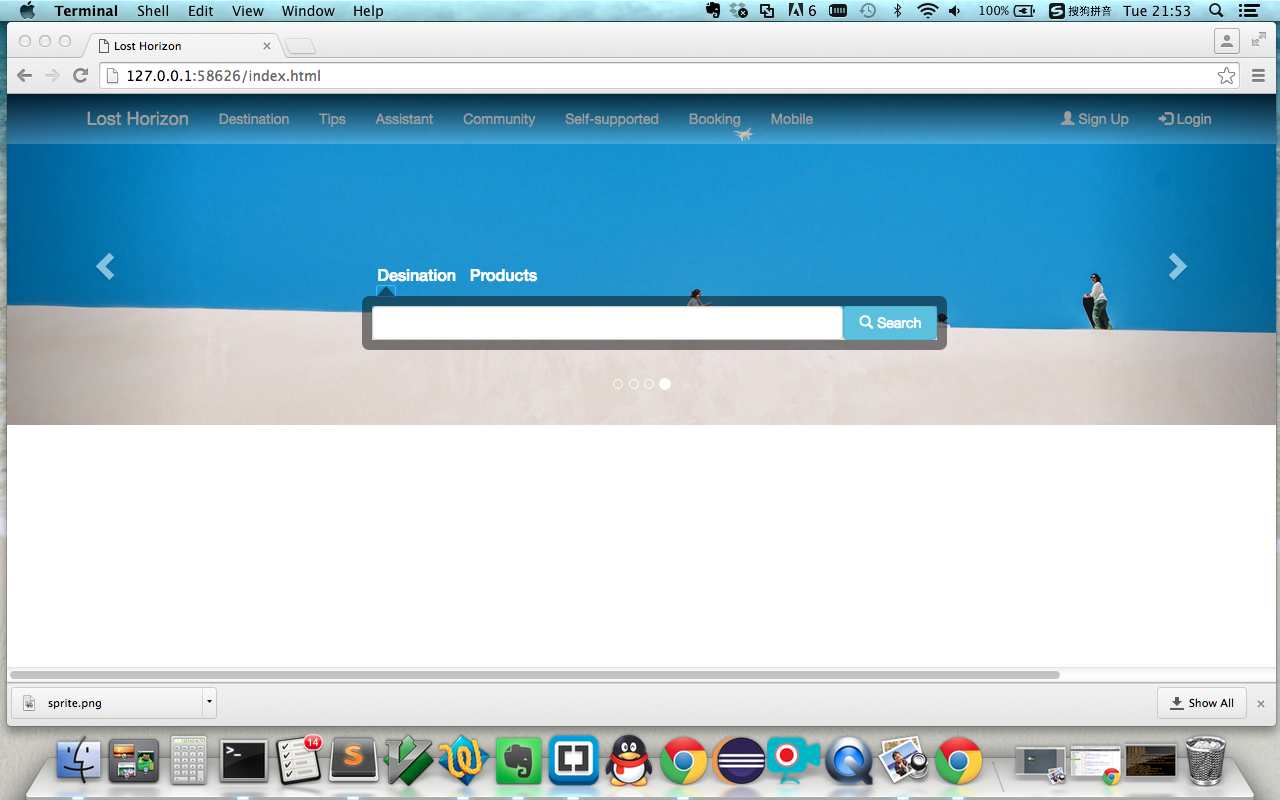 Terminal Shell Edit View Window Help 6 100% 搜狗拼音 Tue 21:53
Lost Horizon
127.0.0.1:58626/index.html
Lost Horizon Destination Tips Assistant Community Self-supported Booking Mobile Sign Up Login
Desination Products
Search
sprite.png Show All
14